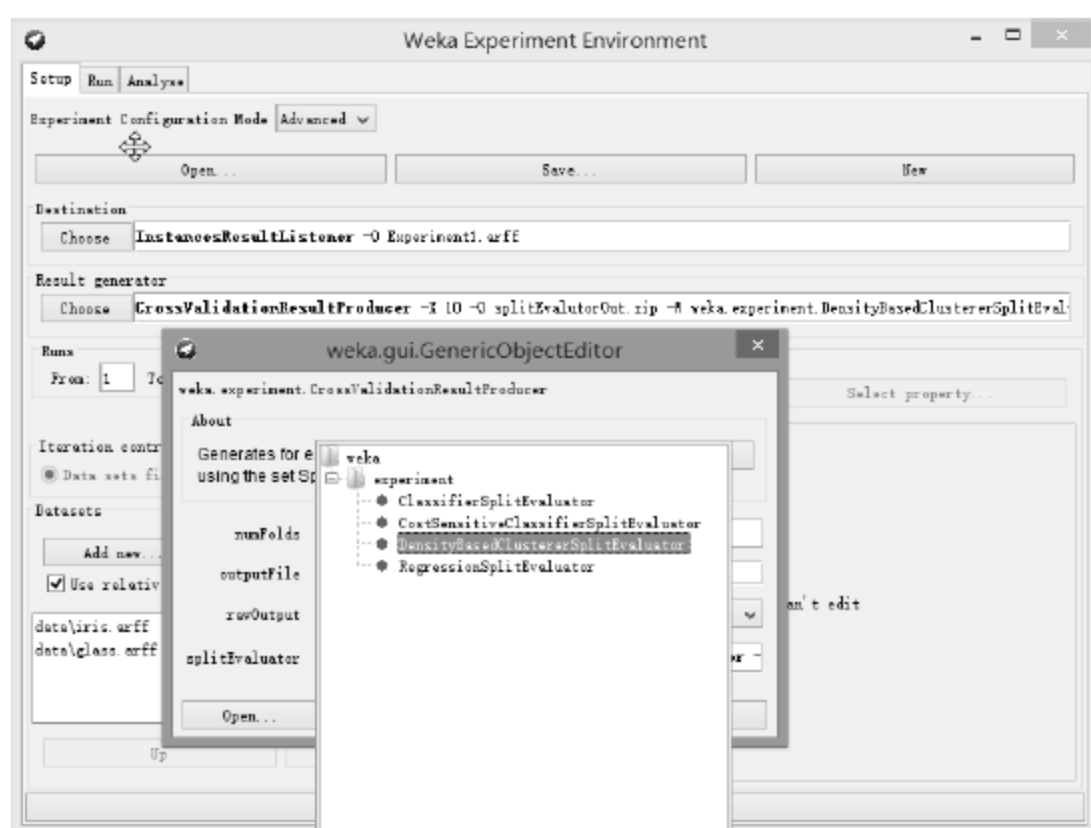 Weka Experiment Environment
Setup Run Analyse
Experiment Configuration Mode Advanced
Open... Save... New
Destination
Choose InstancesResultListener -O Experiment1.arff
Result generator
Choose CrossValidationResultProducer -X 10 -O splitEvalutorOut.zip -W weka.experiment.DensityBasedClustererSplitEval
Runs
From: 1 To
weka.gui.GenericObjectEditor
weka.experiment.CrossValidationResultProducer
Select property...
About
Generates for e
using the set Sp
Iteration contr
Data sets fi
weka
experiment
ClassifierSplitEvaluator
CostSensitiveClassifierSplitEvaluator
DensityBasedClustererSplitEvaluator
RegressionSplitEvaluator
Datasets
Add new...
Use relativ
data\iris.arff
data\glass.arff
numFolds
outputFile
rawOutput
splitEvaluator
an't edit
or -
Open...
Up